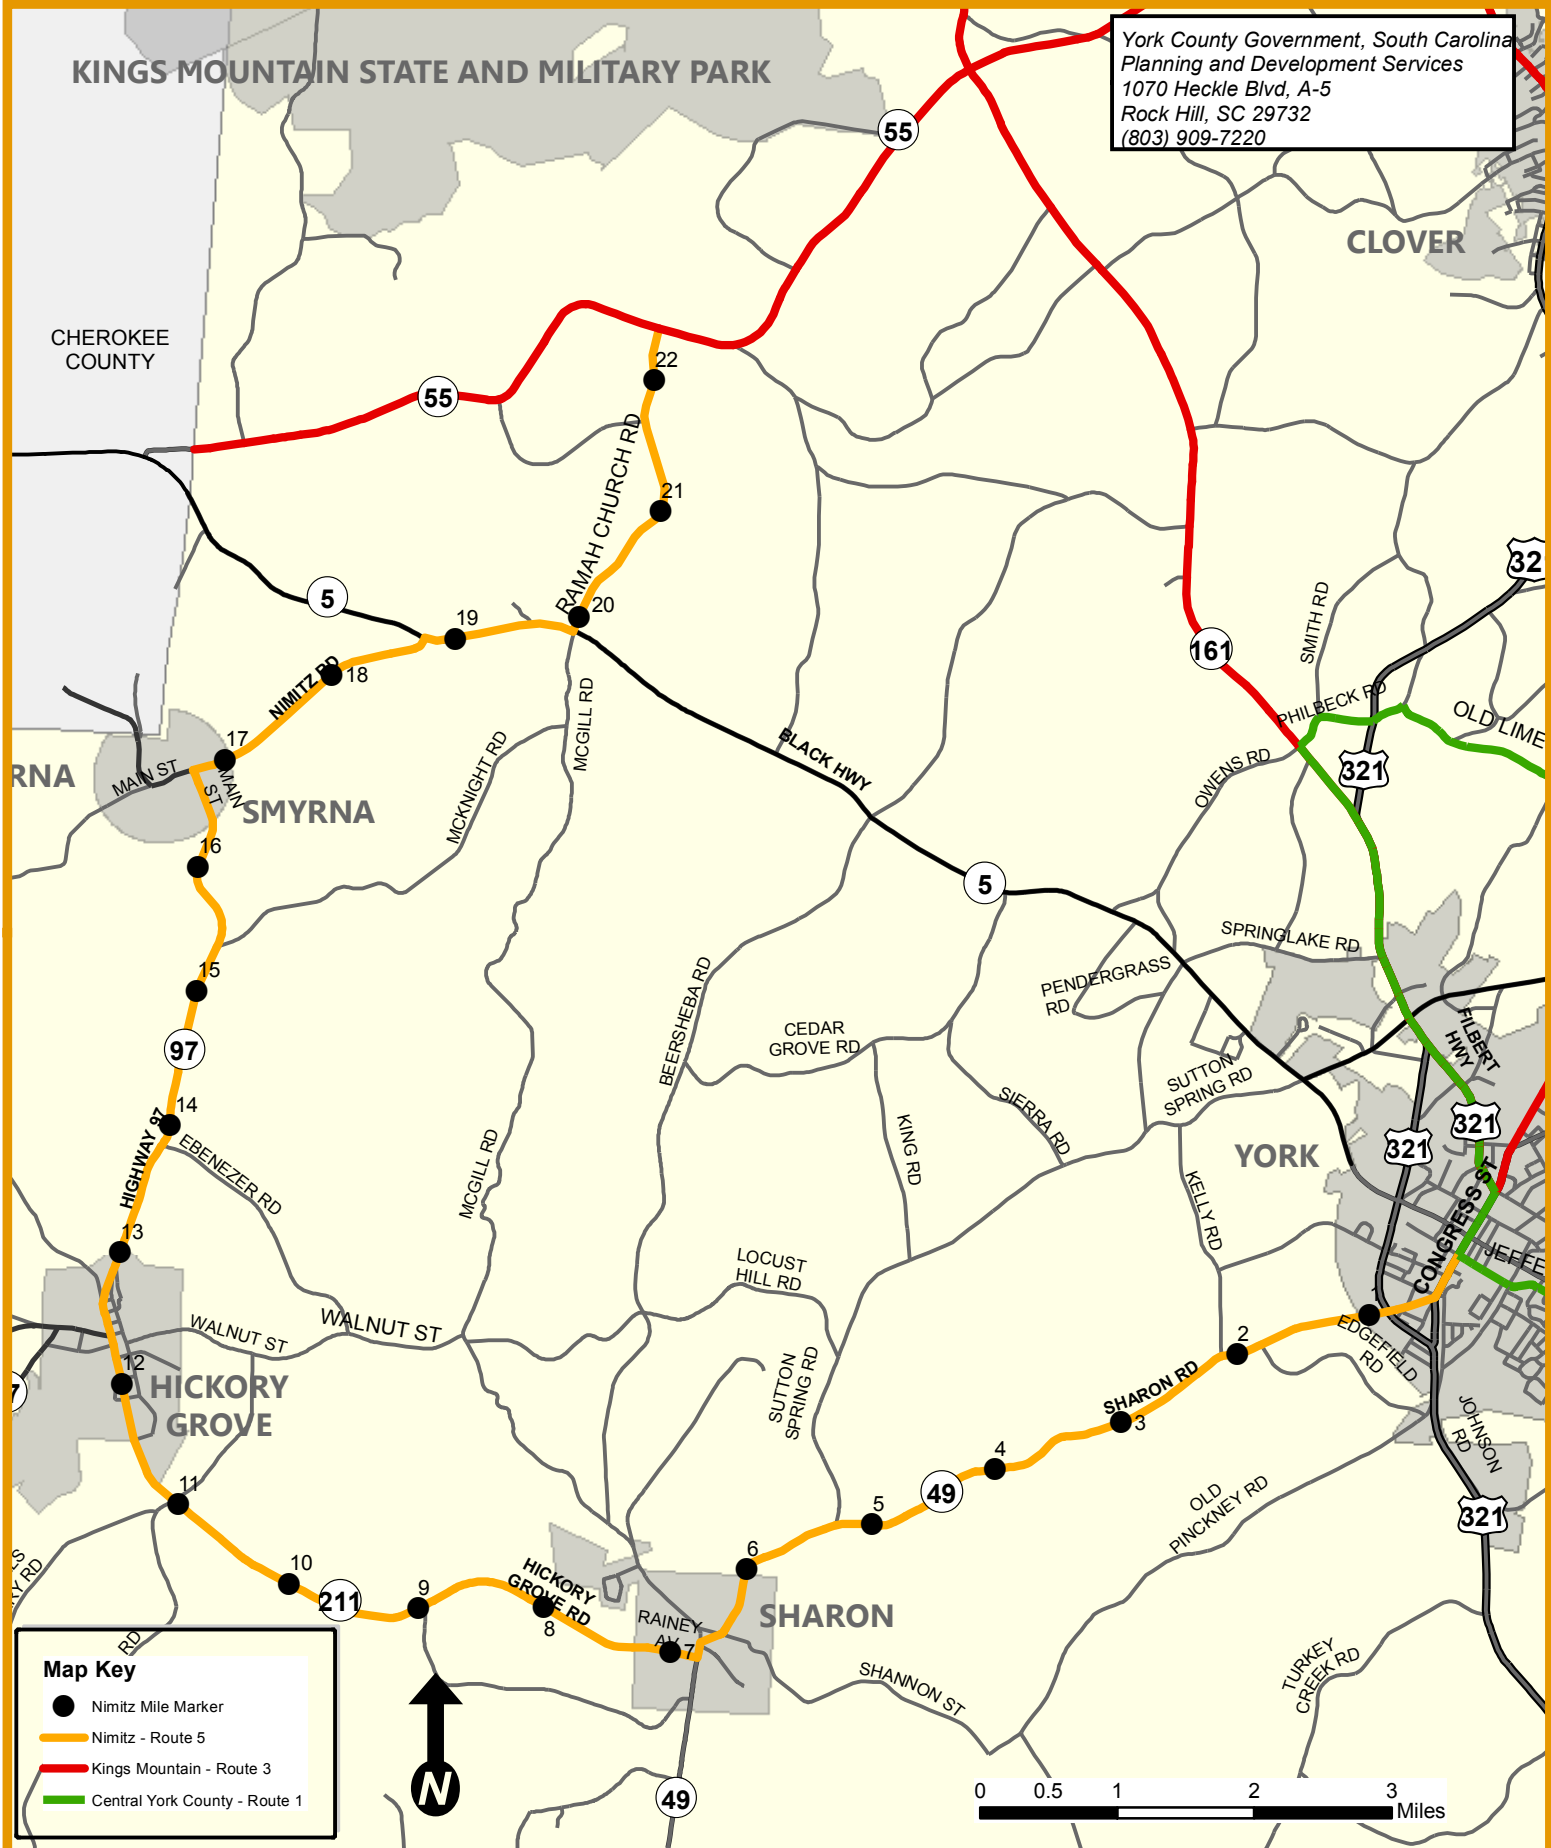 York County Government, South Carolina
Planning and Development Services
1070 Heckle Blvd, A-5
Rock Hill, SC 29732
(803) 909-7220
KINGS MOUNTAIN STATE AND MILITARY PARK
55
CLOVER
CHEROKEE
COUNTY
22
55
RAMAH CHURCH RD
21
321
5
20
19
SMITH RD
161
18
NIMITZ RD
PHILBECK RD
OLD LIME
MCGILL RD
17
MCKNIGHT RD
BLACK HWY
OWENS RD
321
RNA
MAIN ST
MAIN
ST
SMYRNA
16
5
SPRINGLAKE RD
15
BEERSHEBA RD
PENDERGRASS
RD
97
CEDAR
GROVE RD
FILBERT
HWY
14
SUTTON
SPRING RD
SIERRA RD
KING RD
321
321
YORK
HIGHWAY 97
EBENEZER RD
MCGILL RD
KELLY RD
CONGRESS ST
13
LOCUST
HILL RD
JEFFE
1
WALNUT ST
WALNUT ST
EDGEFIELD
RD
2
12
HICKORY
GROVE
7
SUTTON
SPRING RD
SHARON RD
3
JOHNSON
RD
4
49
OLD
PINCKNEY RD
11
5
321
6
10
211
9
HICKORY
GROVE RD
8
RAINEY
AV
7
SHARON
RD
SHANNON ST
TURKEY
CREEK RD
Map Key
Nimitz Mile Marker
Nimitz - Route 5
Kings Mountain - Route 3
Central York County - Route 1
N
49
0 0.5 1 2 3
Miles